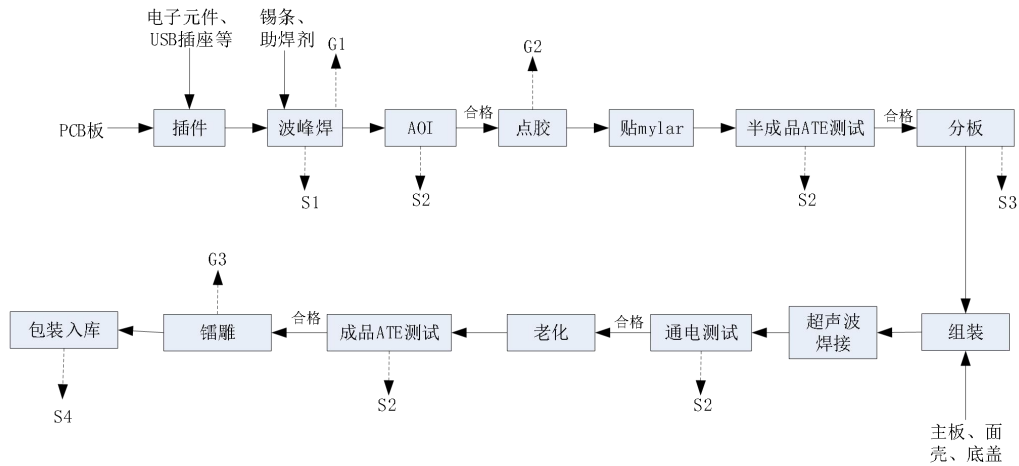 电子元件、
USB插座等
锡条、
助焊剂
G1
G2
PCB板
插件
波峰焊
AOI
合格
点胶
贴mylar
半成品ATE测试
合格
分板
S1
S2
S2
S3
G3
包装入库
镭雕
合格
成品ATE测试
老化
合格
通电测试
超声波
焊接
组装
S4
S2
S2
主板、面
壳、底盖